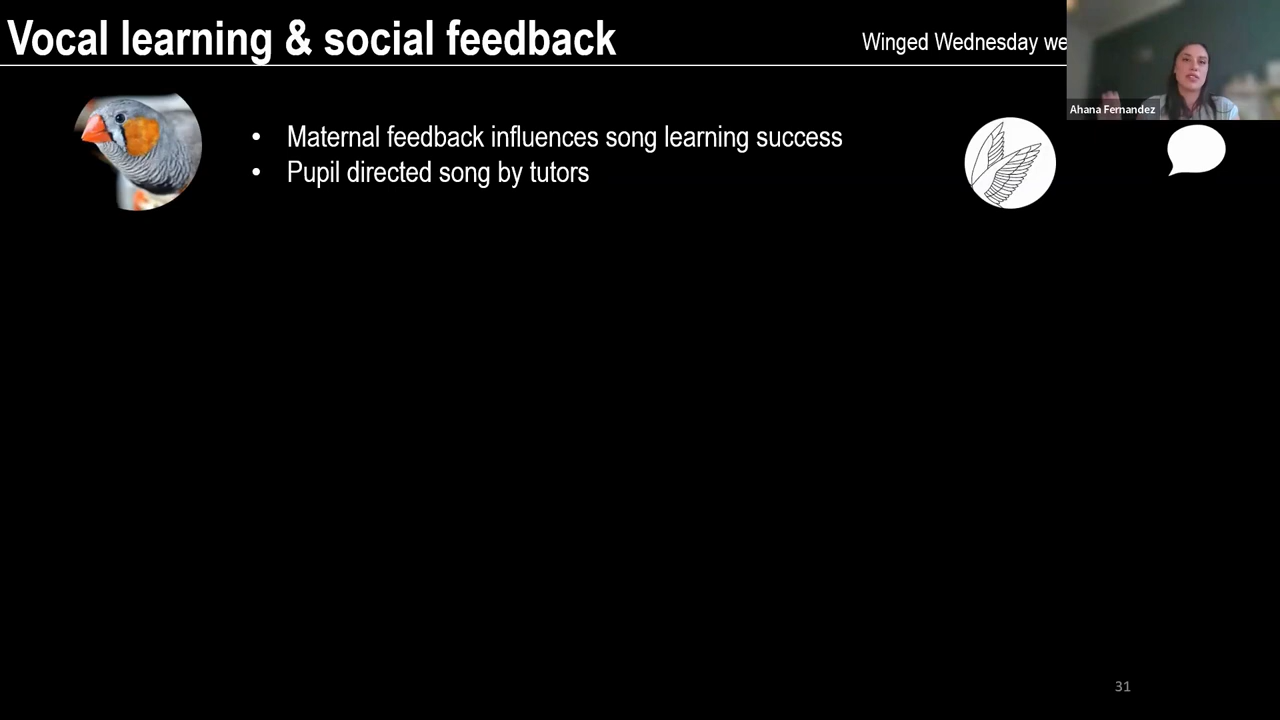 Vocal learning & social feedback
Winged Wednesday we
Ahana Fernandez
• Maternal feedback influences song learning success
• Pupil directed song by tutors
31